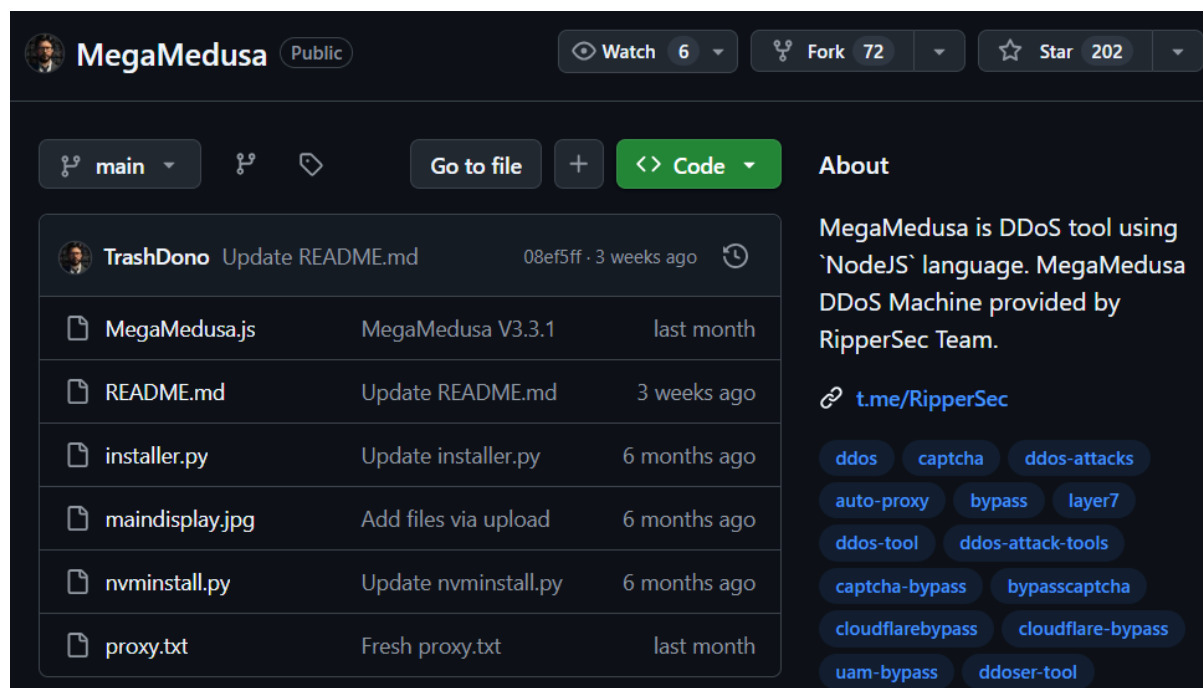 MegaMedusa Public Watch 6 Fork 72 Star 202
main Go to file + <> Code
TrashDono Update README.md 08ef5ff · 3 weeks ago
MegaMedusa.js MegaMedusa V3.3.1 last month
README.md Update README.md 3 weeks ago
installer.py Update installer.py 6 months ago
maindisplay.jpg Add files via upload 6 months ago
nvminstall.py Update nvminstall.py 6 months ago
proxy.txt Fresh proxy.txt last month
About
MegaMedusa is DDoS tool using
`NodeJS` language. MegaMedusa
DDoS Machine provided by
RipperSec Team.
t.me/RipperSec
ddos captcha ddos-attacks
auto-proxy bypass layer7
ddos-tool ddos-attack-tools
captcha-bypass bypasscaptcha
cloudflarebypass cloudflare-bypass
uam-bypass ddoser-tool